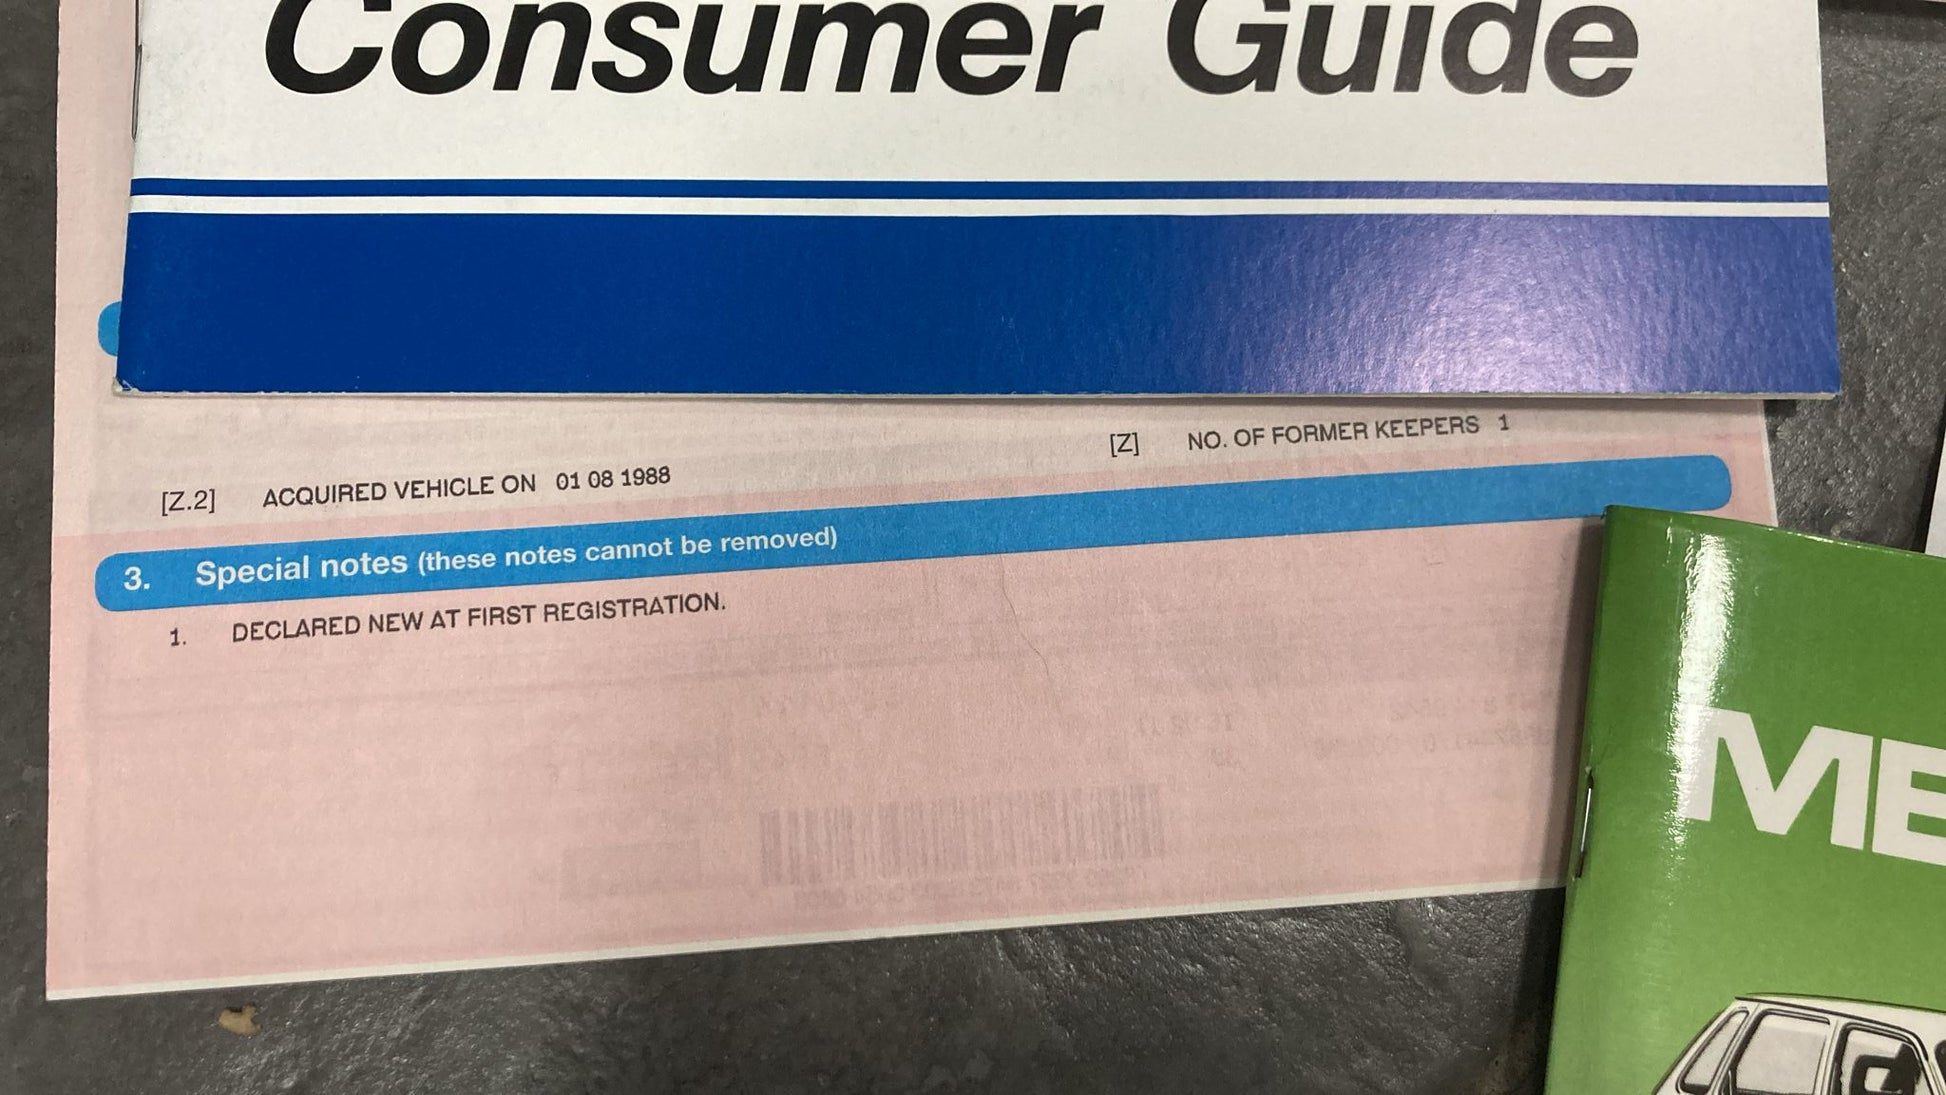 Consumer Guide
[Z] NO. OF FORMER KEEPERS 1
[Z.2] ACQUIRED VEHICLE ON 01 08 1988
3. Special notes (these notes cannot be removed)
1. DECLARED NEW AT FIRST REGISTRATION.